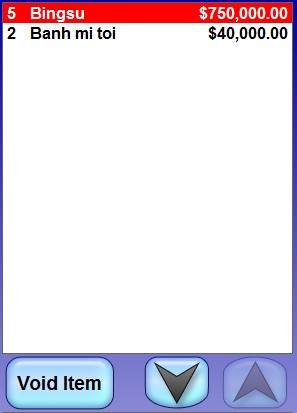 5 Bingsu $750,000.00
2 Banh mi toi $40,000.00
Void Item